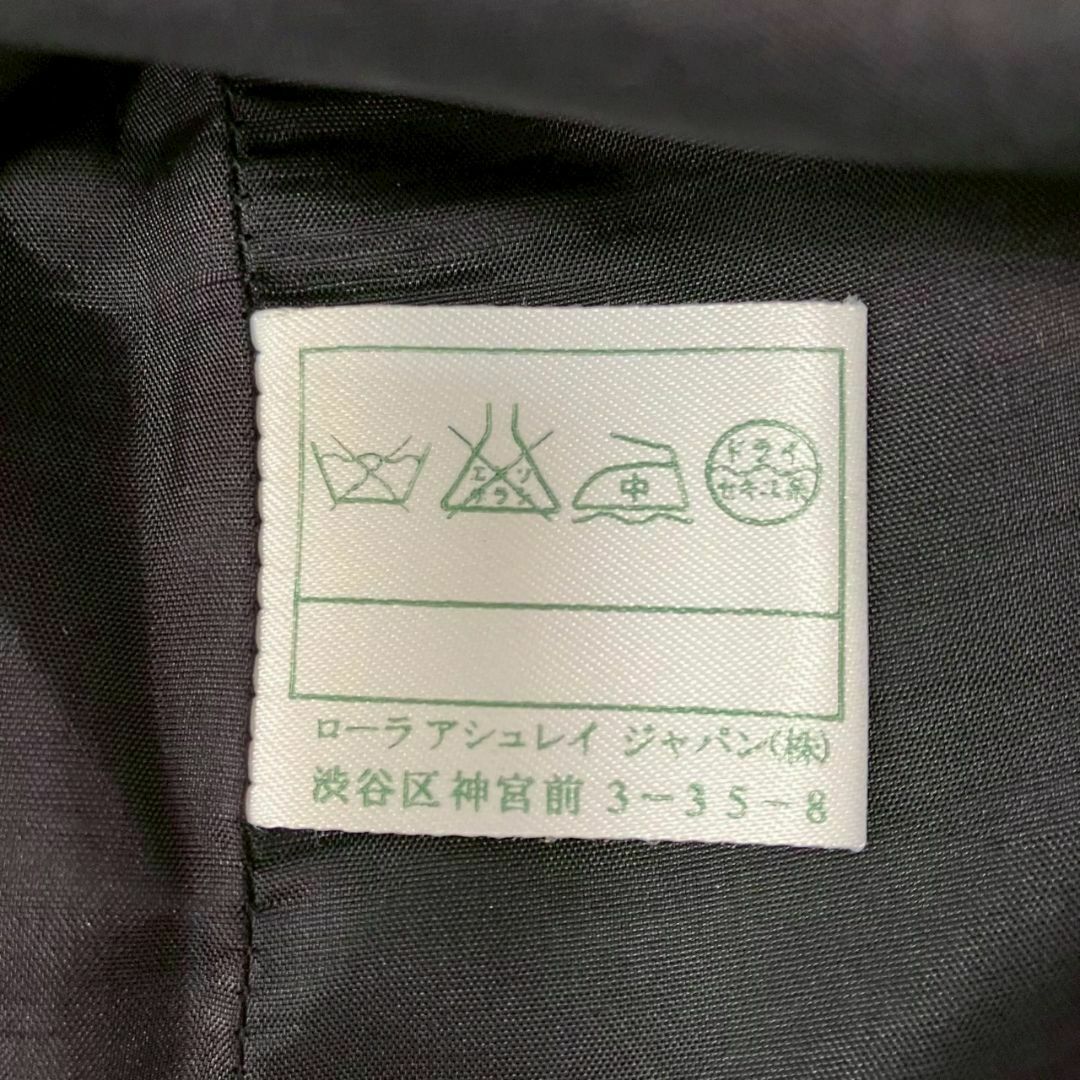 エンソ
サラシ
中
ドライ
セキユ系
ローラ アシュレイ ジャパン(株)
渋谷区神宮前 3-35-8